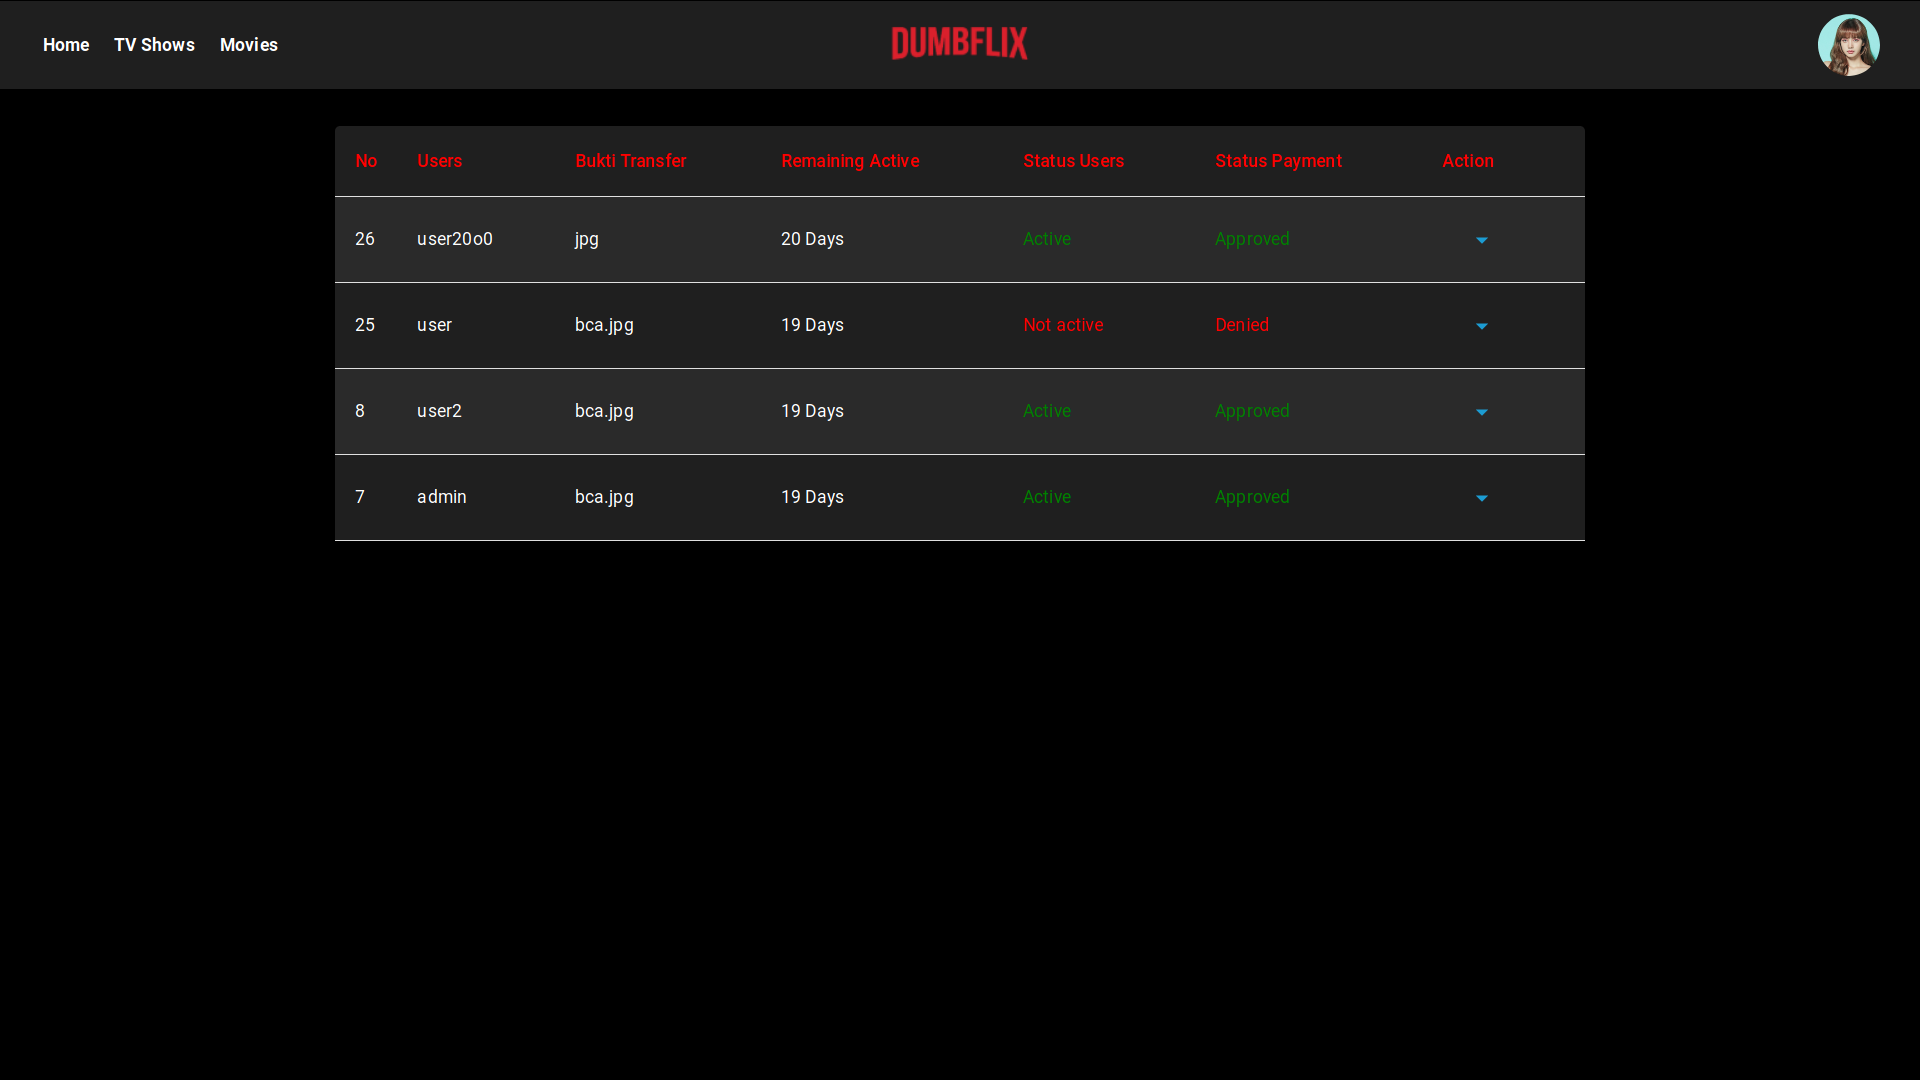 Home TV Shows Movies DUMBFLIX
No Users Bukti Transfer Remaining Active Status Users Status Payment Action
26 user20o0 jpg 20 Days Active Approved
25 user bca.jpg 19 Days Not active Denied
8 user2 bca.jpg 19 Days Active Approved
7 admin bca.jpg 19 Days Active Approved